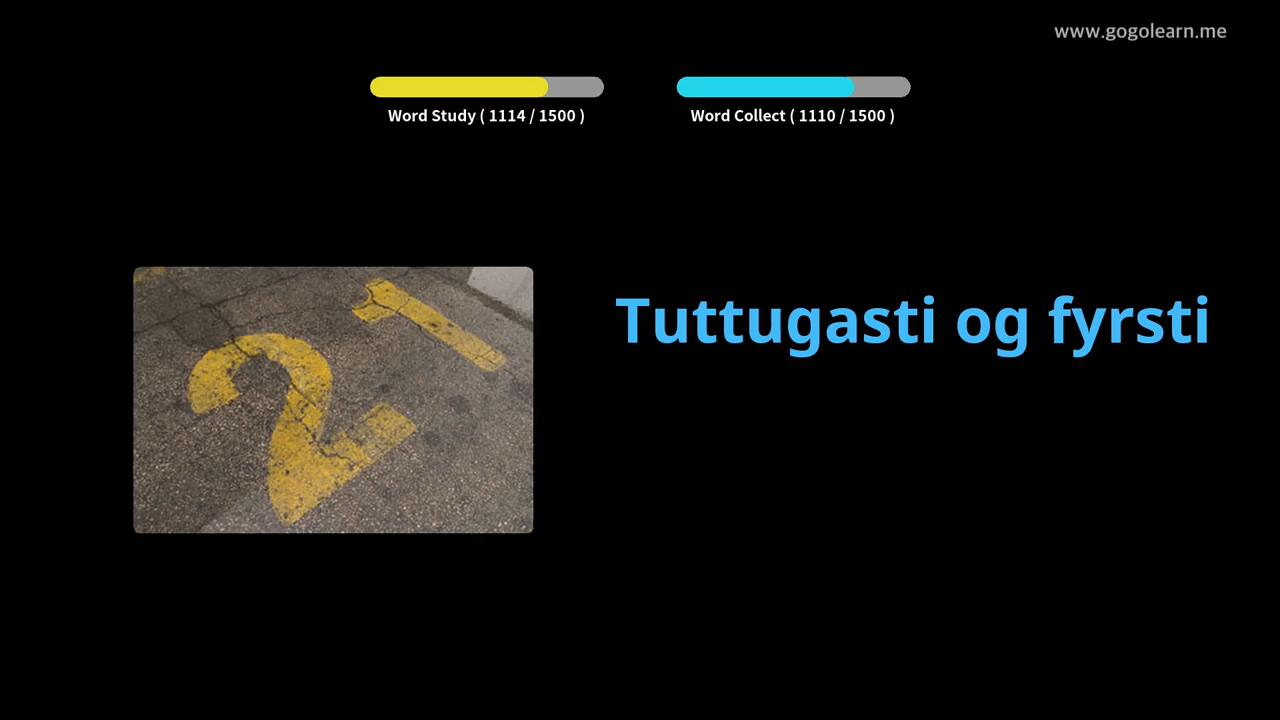 www.gogolearn.me
Word Study ( 1114 / 1500 )
Word Collect ( 1110 / 1500 )
21
Tuttugasti og fyrsti